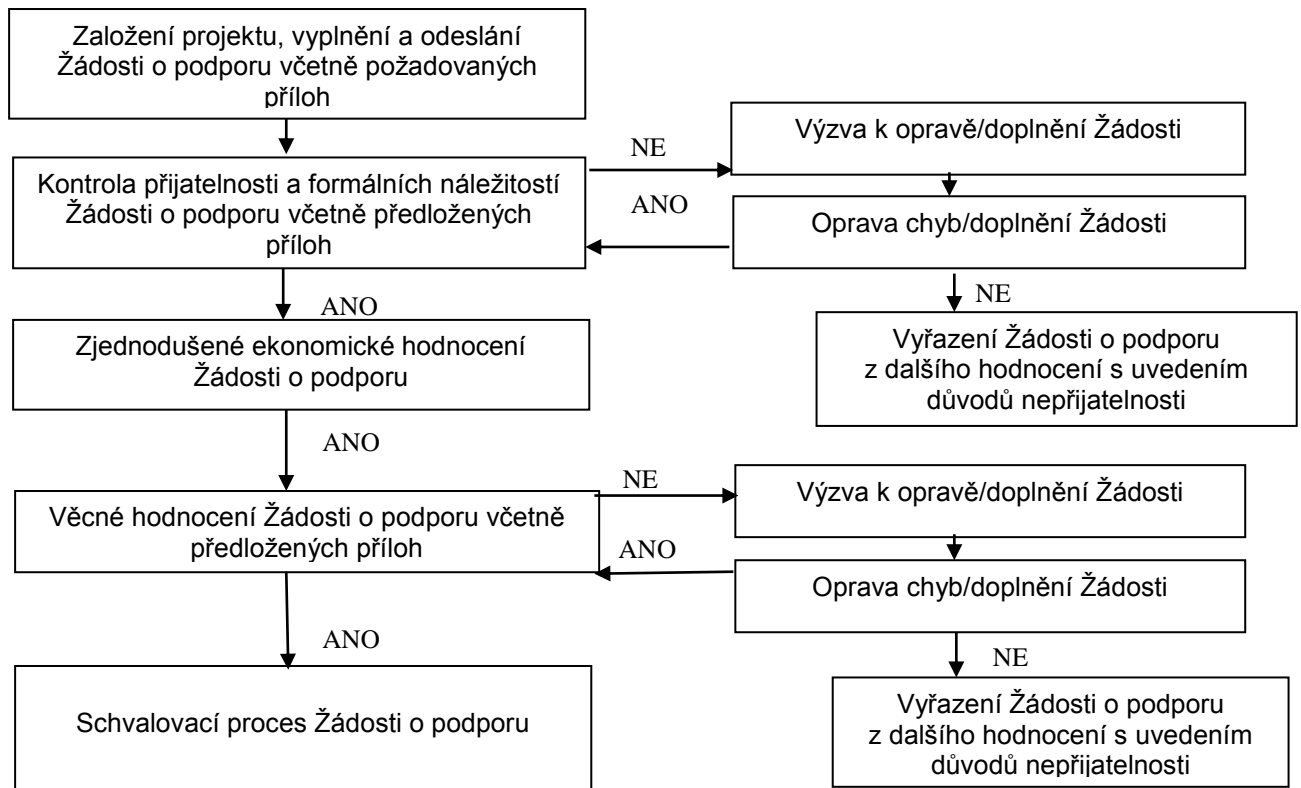 Založení projektu, vyplnění a odeslání
Žádosti o podporu včetně požadovaných
příloh
NE
Výzva k opravě/doplnění Žádosti
Kontrola přijatelnosti a formálních náležitostí
Žádosti o podporu včetně předložených
příloh
ANO
Oprava chyb/doplnění Žádosti
ANO
NE
Zjednodušené ekonomické hodnocení
Žádosti o podporu
Vyřazení Žádosti o podporu
z dalšího hodnocení s uvedením
důvodů nepřijatelnosti
ANO
NE
Výzva k opravě/doplnění Žádosti
Věcné hodnocení Žádosti o podporu včetně
předložených příloh
ANO
Oprava chyb/doplnění Žádosti
ANO
NE
Schvalovací proces Žádosti o podporu
Vyřazení Žádosti o podporu
z dalšího hodnocení s uvedením
důvodů nepřijatelnosti